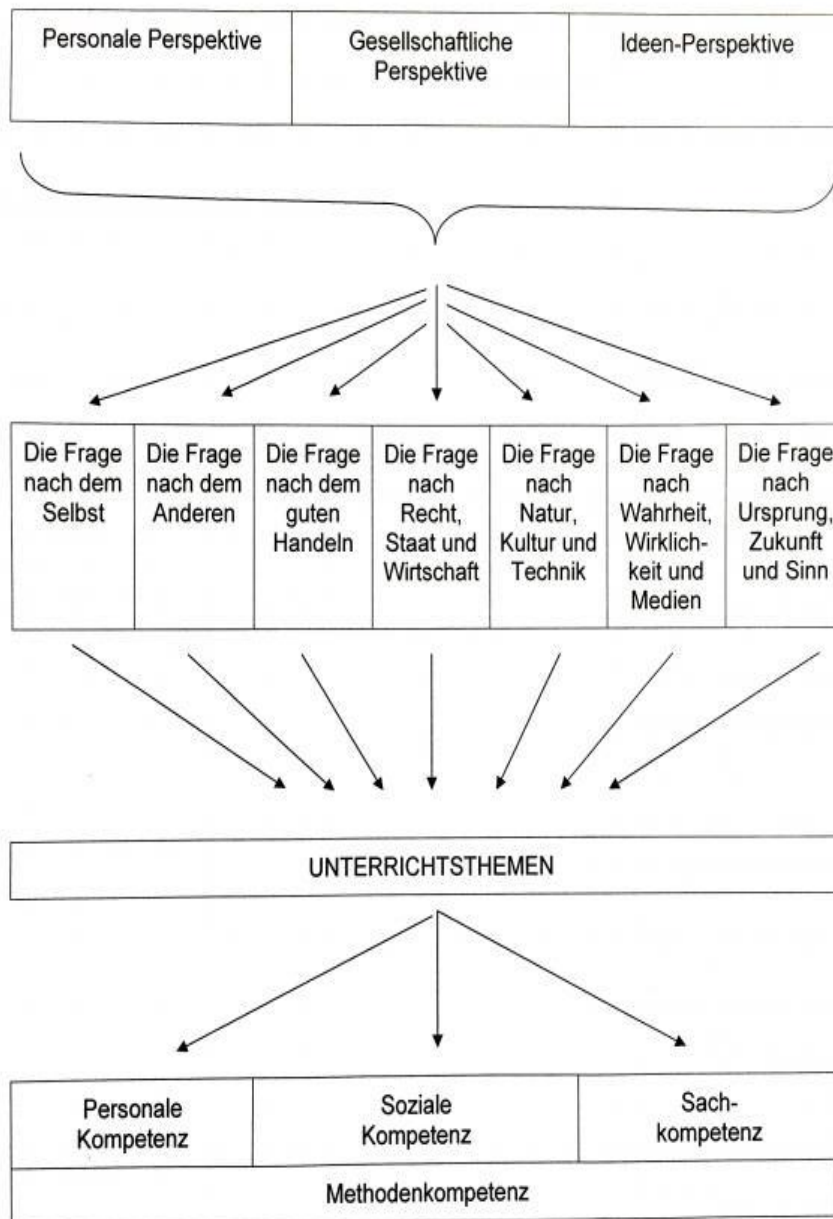 Personale Perspektive
Gesellschaftliche
Perspektive
Ideen-Perspektive
Die Frage
nach dem
Selbst
Die Frage
nach dem
Anderen
Die Frage
nach dem
guten
Handeln
Die Frage
nach
Recht,
Staat und
Wirtschaft
Die Frage
nach
Natur,
Kultur und
Technik
Die Frage
nach
Wahrheit,
Wirklich-
keit und
Medien
Die Frage
nach
Ursprung,
Zukunft
und Sinn
UNTERRICHTSTHEMEN
Personale
Kompetenz
Soziale
Kompetenz
Sach-
kompetenz
Methodenkompetenz